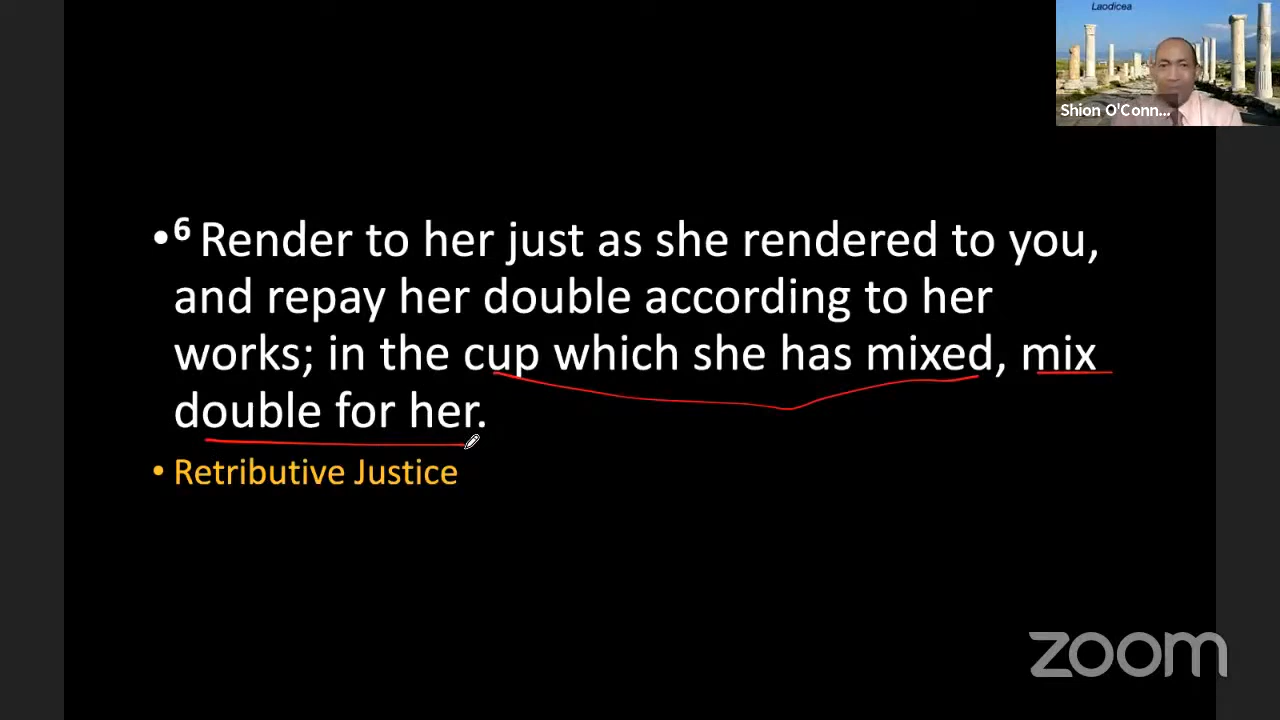 Laodicea
Shion O'Conn...
•⁶ Render to her just as she rendered to you,
and repay her double according to her
works; in the cup which she has mixed, mix
double for her.
• Retributive Justice
zoom